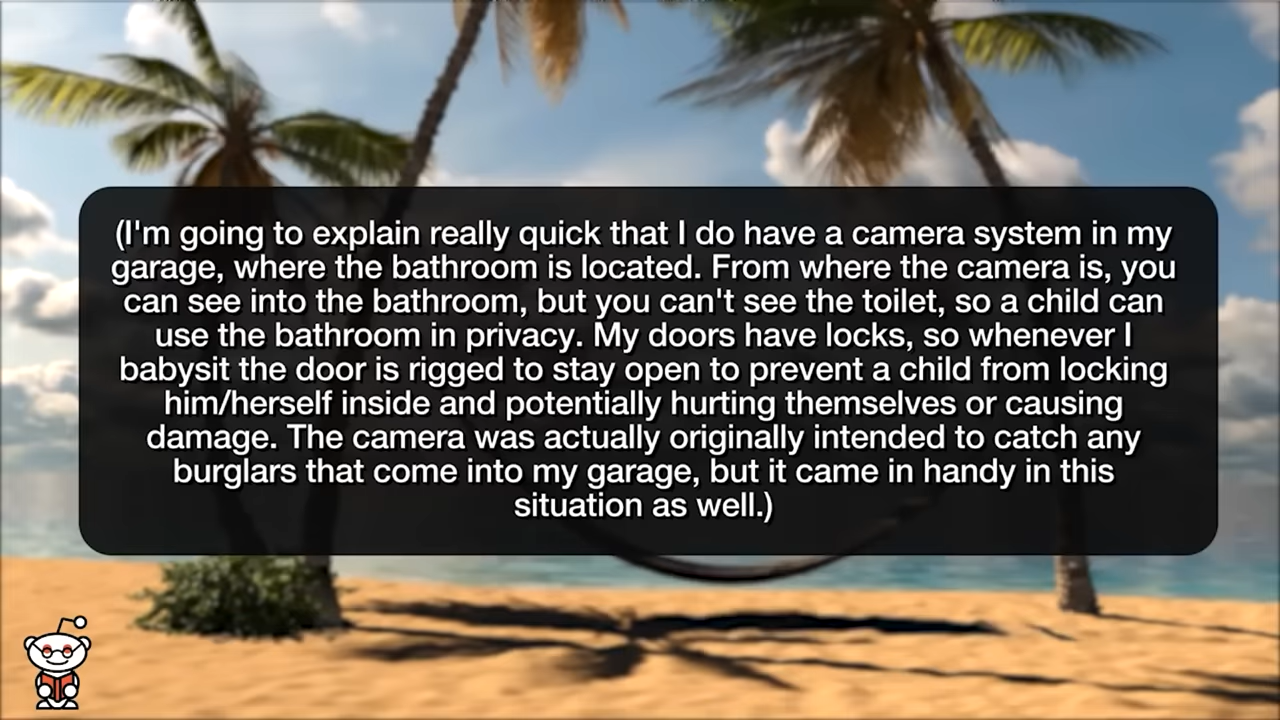 (I'm going to explain really quick that I do have a camera system in my
garage, where the bathroom is located. From where the camera is, you
can see into the bathroom, but you can't see the toilet, so a child can
use the bathroom in privacy. My doors have locks, so whenever I
babysit the door is rigged to stay open to prevent a child from locking
him/herself inside and potentially hurting themselves or causing
damage. The camera was actually originally intended to catch any
burglars that come into my garage, but it came in handy in this
situation as well.)